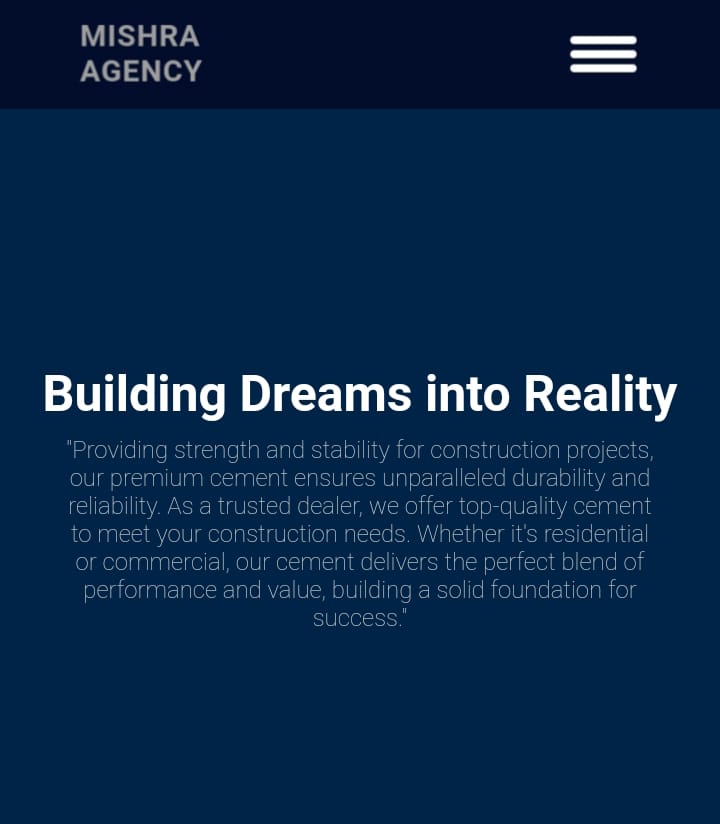 MISHRA
AGENCY
Building Dreams into Reality
"Providing strength and stability for construction projects,
our premium cement ensures unparalleled durability and
reliability. As a trusted dealer, we offer top-quality cement
to meet your construction needs. Whether it's residential
or commercial, our cement delivers the perfect blend of
performance and value, building a solid foundation for
success."